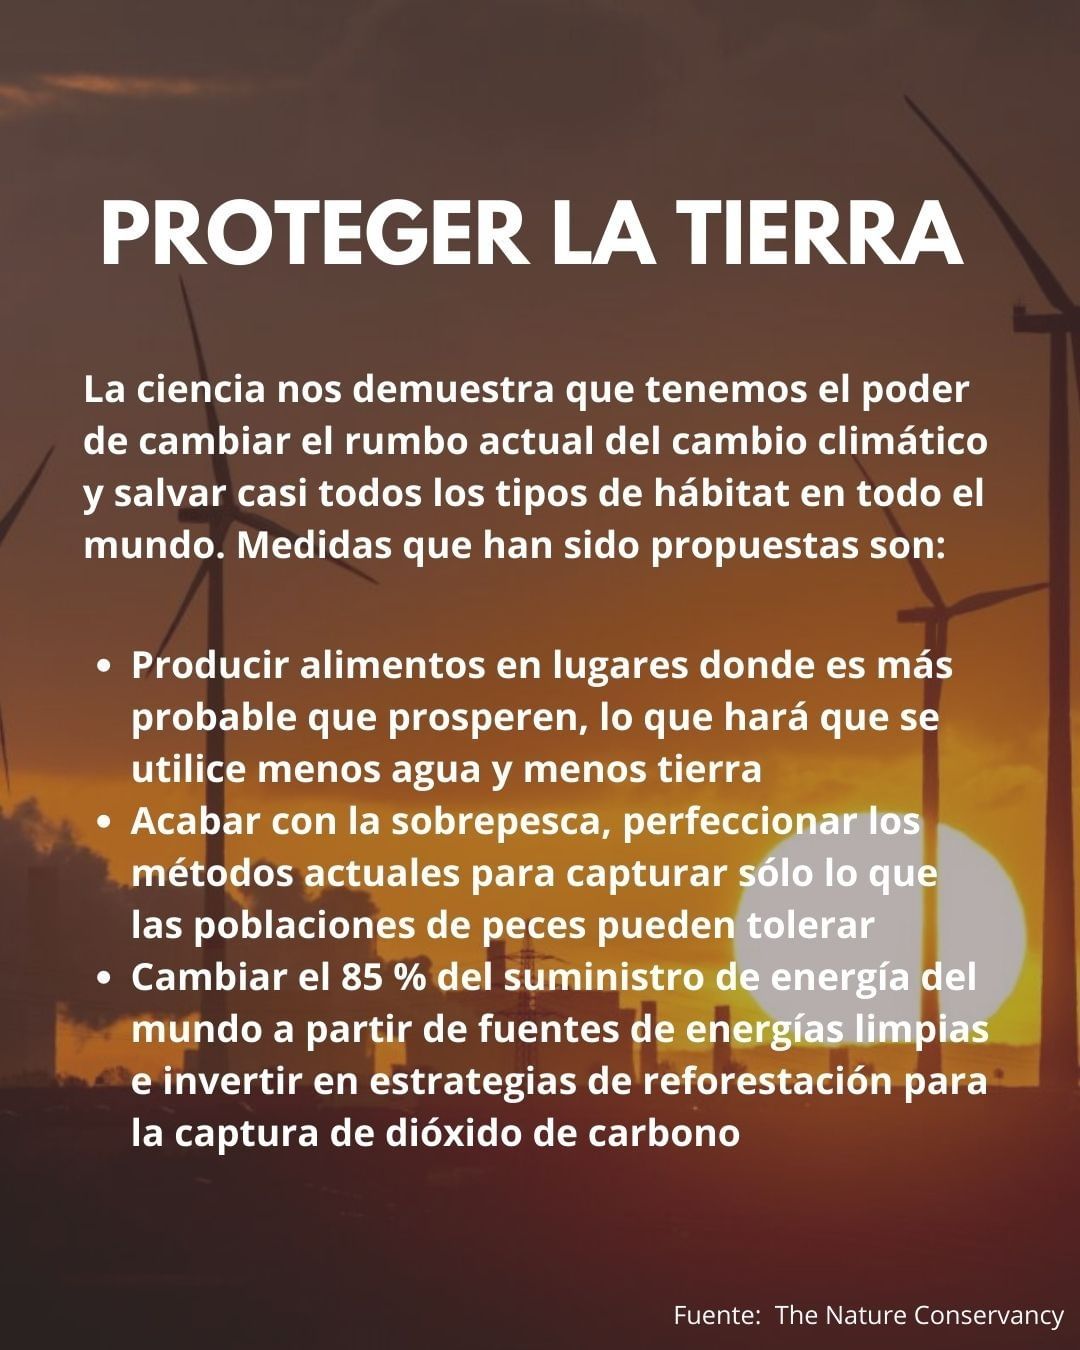 PROTEGER LA TIERRA
La ciencia nos demuestra que tenemos el poder
de cambiar el rumbo actual del cambio climático
y salvar casi todos los tipos de hábitat en todo el
mundo. Medidas que han sido propuestas son:
• Producir alimentos en lugares donde es más
probable que prosperen, lo que hará que se
utilice menos agua y menos tierra
• Acabar con la sobrepesca, perfeccionar los
métodos actuales para capturar sólo lo que
las poblaciones de peces pueden tolerar
• Cambiar el 85 % del suministro de energía del
mundo a partir de fuentes de energías limpias
e invertir en estrategias de reforestación para
la captura de dióxido de carbono
Fuente: The Nature Conservancy